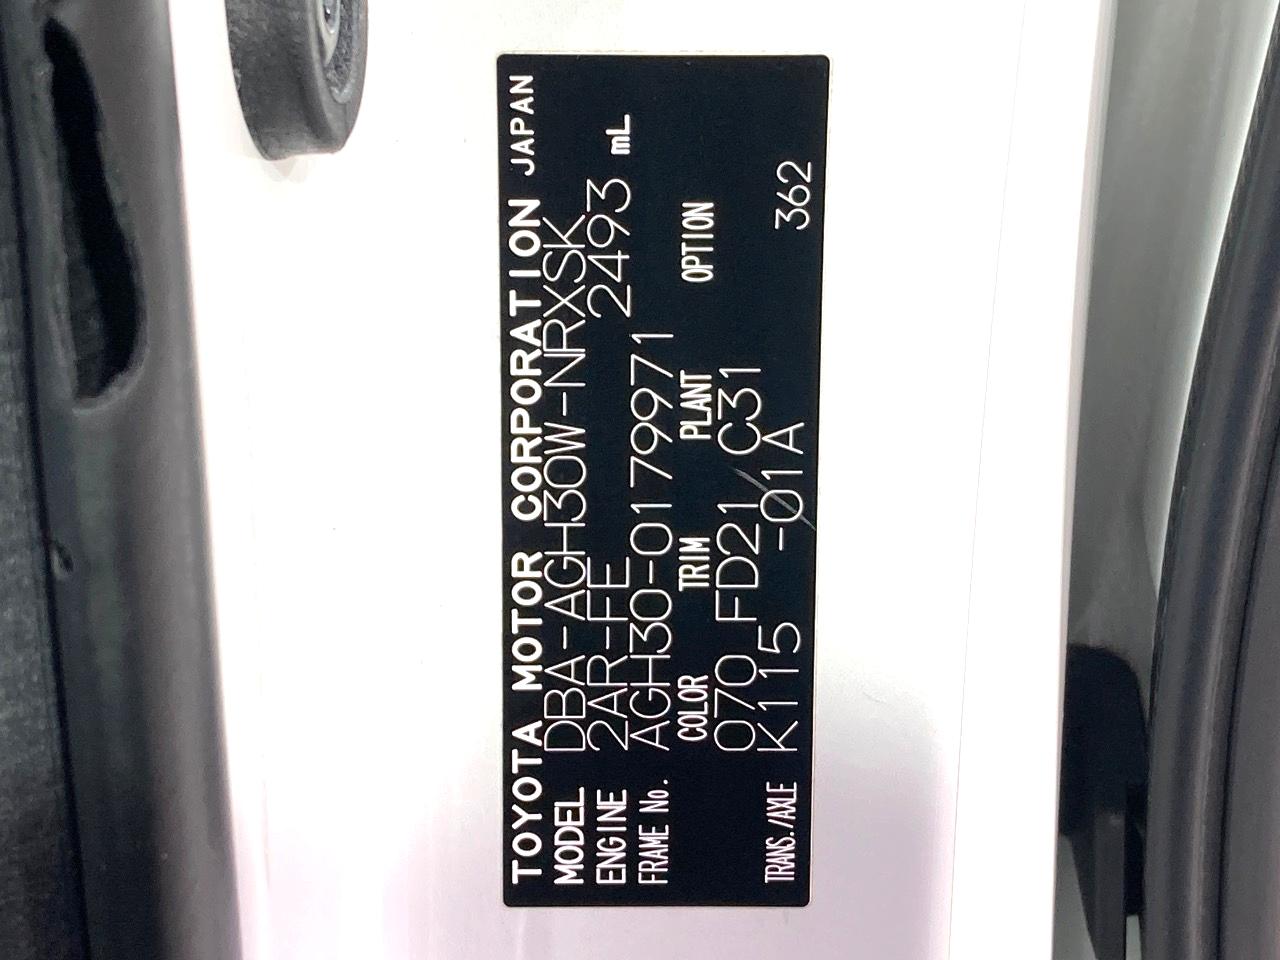 TOYOTA MOTOR CORPORATION JAPAN
MODEL DBA-AGH30W-NRXSK
ENGINE 2AR-FE 2493 mL
FRAME No. AGH30-0179971
COLOR TRIM PLANT OPTION
070 FD21 C31
TRANS./AXLE K115 -01A 362